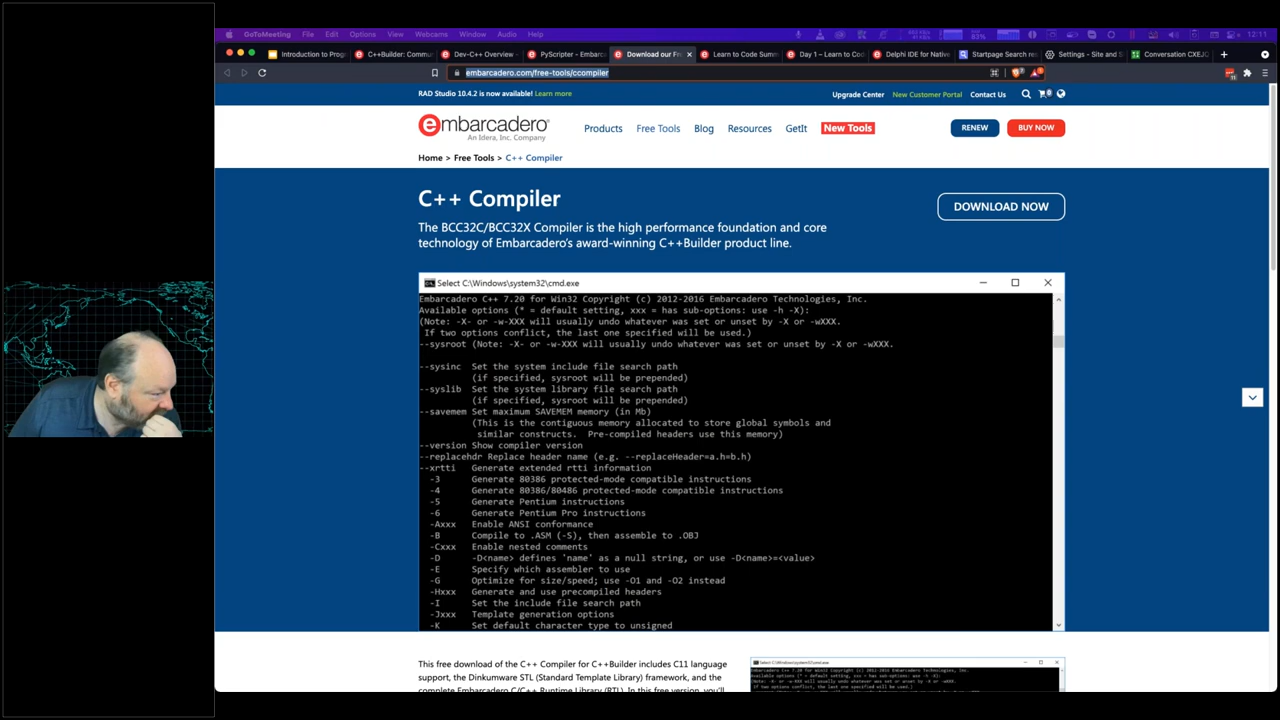 GoToMeeting File Edit Options View Webcams Window Audio Help 12:11
Introduction to Prog C++Builder: Commu Dev-C++ Overview - PyScripter - Embarc Download our Fr Learn to Code Summ Day 1 – Learn to Cod Delphi IDE for Native Startpage Search res Settings - Site and S Conversation CXEJO
embarcadero.com/free-tools/ccompiler
RAD Studio 10.4.2 is now available! Learn more
Upgrade Center New Customer Portal Contact Us
embarcadero
An Idera, Inc. Company
Products Free Tools Blog Resources GetIt New Tools RENEW BUY NOW
Home > Free Tools > C++ Compiler
C++ Compiler
DOWNLOAD NOW
The BCC32C/BCC32X Compiler is the high performance foundation and core
technology of Embarcadero's award-winning C++Builder product line.
Select C:\Windows\system32\cmd.exe
Embarcadero C++ 7.20 for Win32 Copyright (c) 2012-2016 Embarcadero Technologies, Inc.
Available options (* = default setting, xxx = has sub-options: use -h -X):
(Note: -X- or -w-XXX will usually undo whatever was set or unset by -X or -wXXX.
If two options conflict, the last one specified will be used.)
--sysroot (Note: -X- or -w-XXX will usually undo whatever was set or unset by -X or -wXXX.
--sysinc Set the system include file search path
(if specified, sysroot will be prepended)
--syslib Set the system library file search path
(if specified, sysroot will be prepended)
--savemem Set maximum SAVEMEM memory (in Mb)
(This is the contiguous memory allocated to store global symbols and
similar constructs. Pre-compiled headers use this memory)
--version Show compiler version
--replacehdr Replace header name (e.g. --replaceHeader=a.h=b.h)
--xrtti Generate extended rtti information
-3 Generate 80386 protected-mode compatible instructions
-4 Generate 80386/80486 protected-mode compatible instructions
-5 Generate Pentium instructions
-6 Generate Pentium Pro instructions
-Axxx Enable ANSI conformance
-B Compile to .ASM (-S), then assemble to .OBJ
-Cxxx Enable nested comments
-D -D<name> defines 'name' as a null string, or use -D<name>=<value>
-E Specify which assembler to use
-G Optimize for size/speed; use -O1 and -O2 instead
-Hxxx Generate and use precompiled headers
-I Set the include file search path
-Jxxx Template generation options
-K Set default character type to unsigned
This free download of the C++ Compiler for C++Builder includes C11 language
support, the Dinkumware STL (Standard Template Library) framework, and the
complete Embarcadero C/C++ Runtime Library (RTL). In this free version, you'll